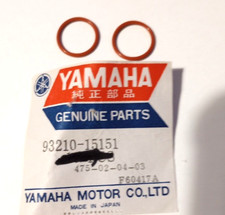 YAMAHA
純正部品
GENUINE PARTS
93210-15151
475-02-04-03
F60417A
YAMAHA MOTOR CO.,LTD.
MADE IN JAPAN